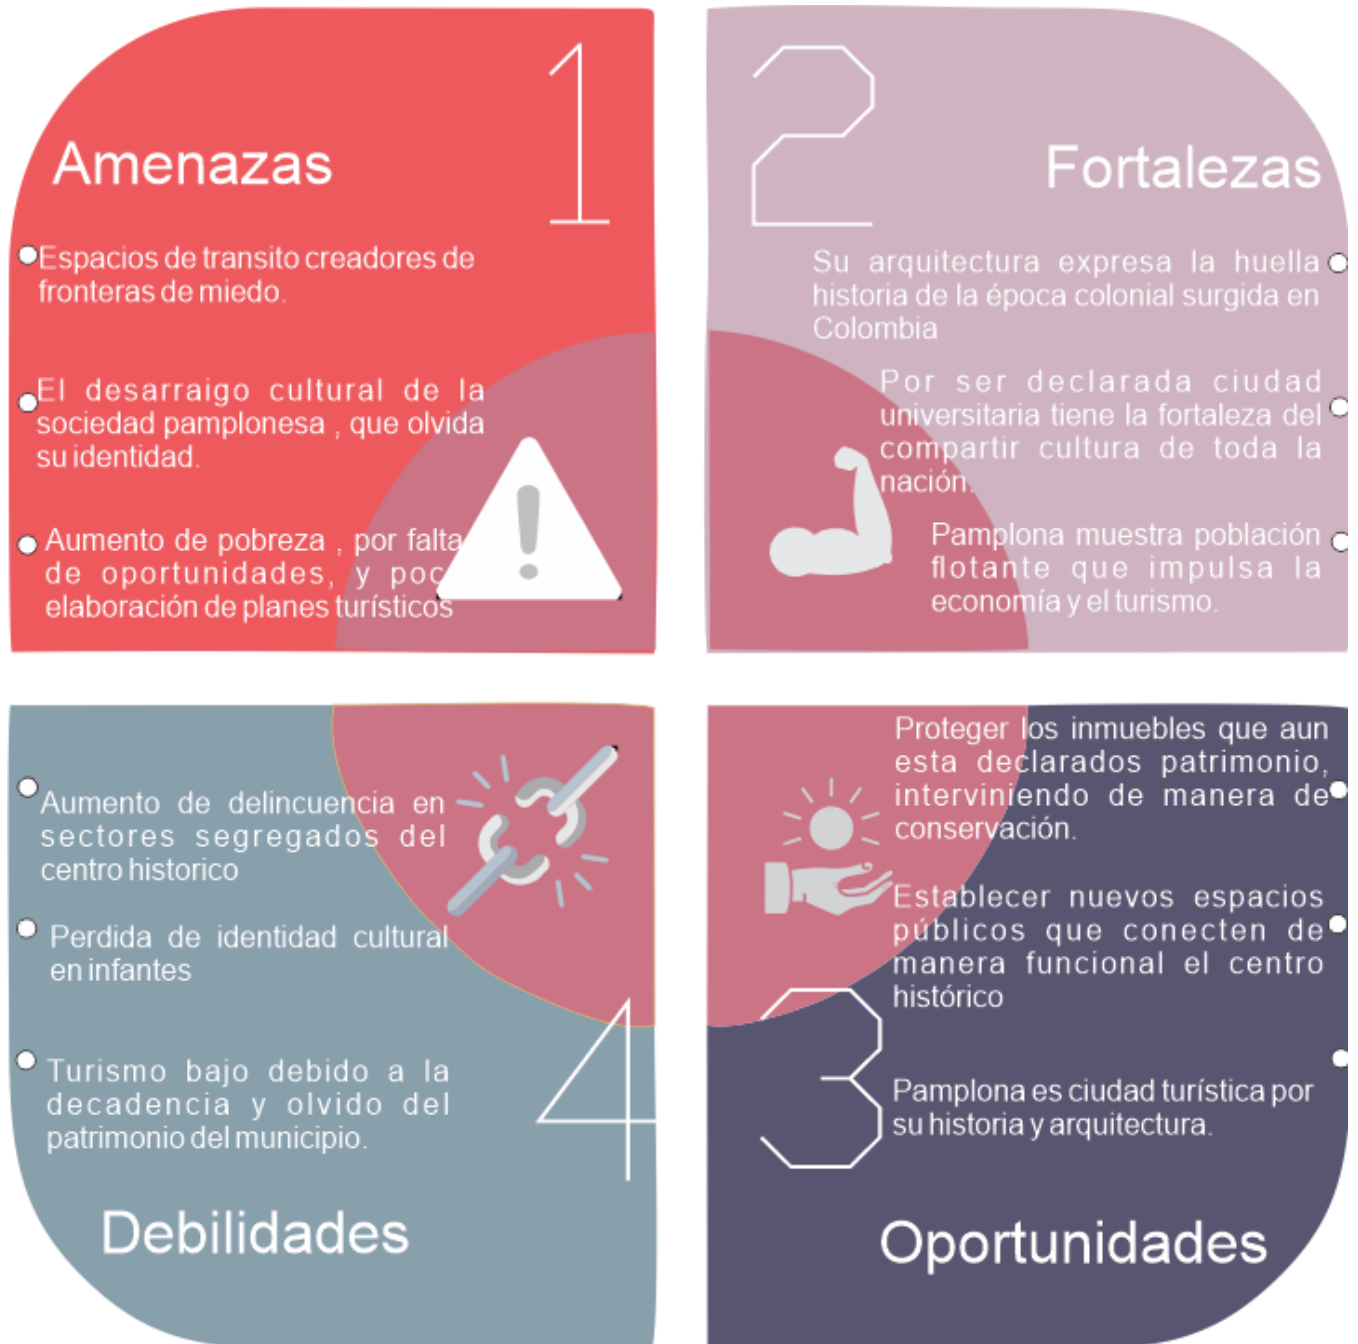 1
Amenazas
Espacios de transito creadores de
fronteras de miedo.
El desarraigo cultural de la
sociedad pamplonesa , que olvida
su identidad.
Aumento de pobreza , por falta
de oportunidades, y poc
elaboración de planes turísticos
2
Fortalezas
Su arquitectura expresa la huella
historia de la época colonial surgida en
Colombia
Por ser declarada ciudad
universitaria tiene la fortaleza del
compartir cultura de toda la
nación.
Pamplona muestra población
flotante que impulsa la
economía y el turismo.
Aumento de delincuencia en
sectores segregados del
centro historico
Perdida de identidad cultural
en infantes
Turismo bajo debido a la
decadencia y olvido del
patrimonio del municipio.
4
Debilidades
Proteger los inmuebles que aun
esta declarados patrimonio,
interviniendo de manera de
conservación.
Establecer nuevos espacios
públicos que conecten de
manera funcional el centro
histórico
3
Pamplona es ciudad turística por
su historia y arquitectura.
Oportunidades